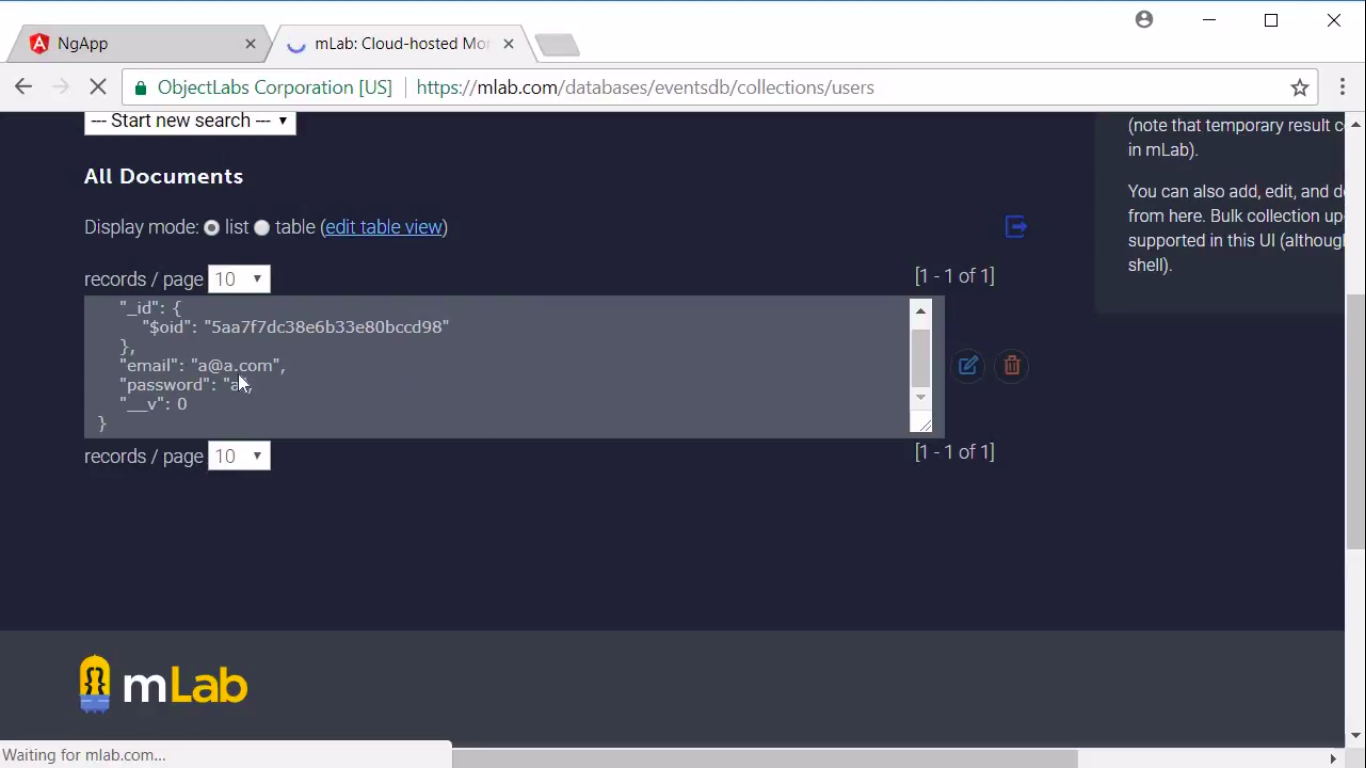 NgApp
mLab: Cloud-hosted Mon
ObjectLabs Corporation [US]
https://mlab.com/databases/eventsdb/collections/users
--- Start new search ---
(note that temporary result c
in mLab).
You can also add, edit, and d
from here. Bulk collection up
supported in this UI (althoug
shell).
All Documents
Display mode: list table (edit table view)
records / page 10
[1 - 1 of 1]
"_id": {
"$oid": "5aa7f7dc38e6b33e80bccd98"
},
"email": "a@a.com",
"password": "a",
"__v": 0
}
records / page 10
[1 - 1 of 1]
mLab
Waiting for mlab.com...